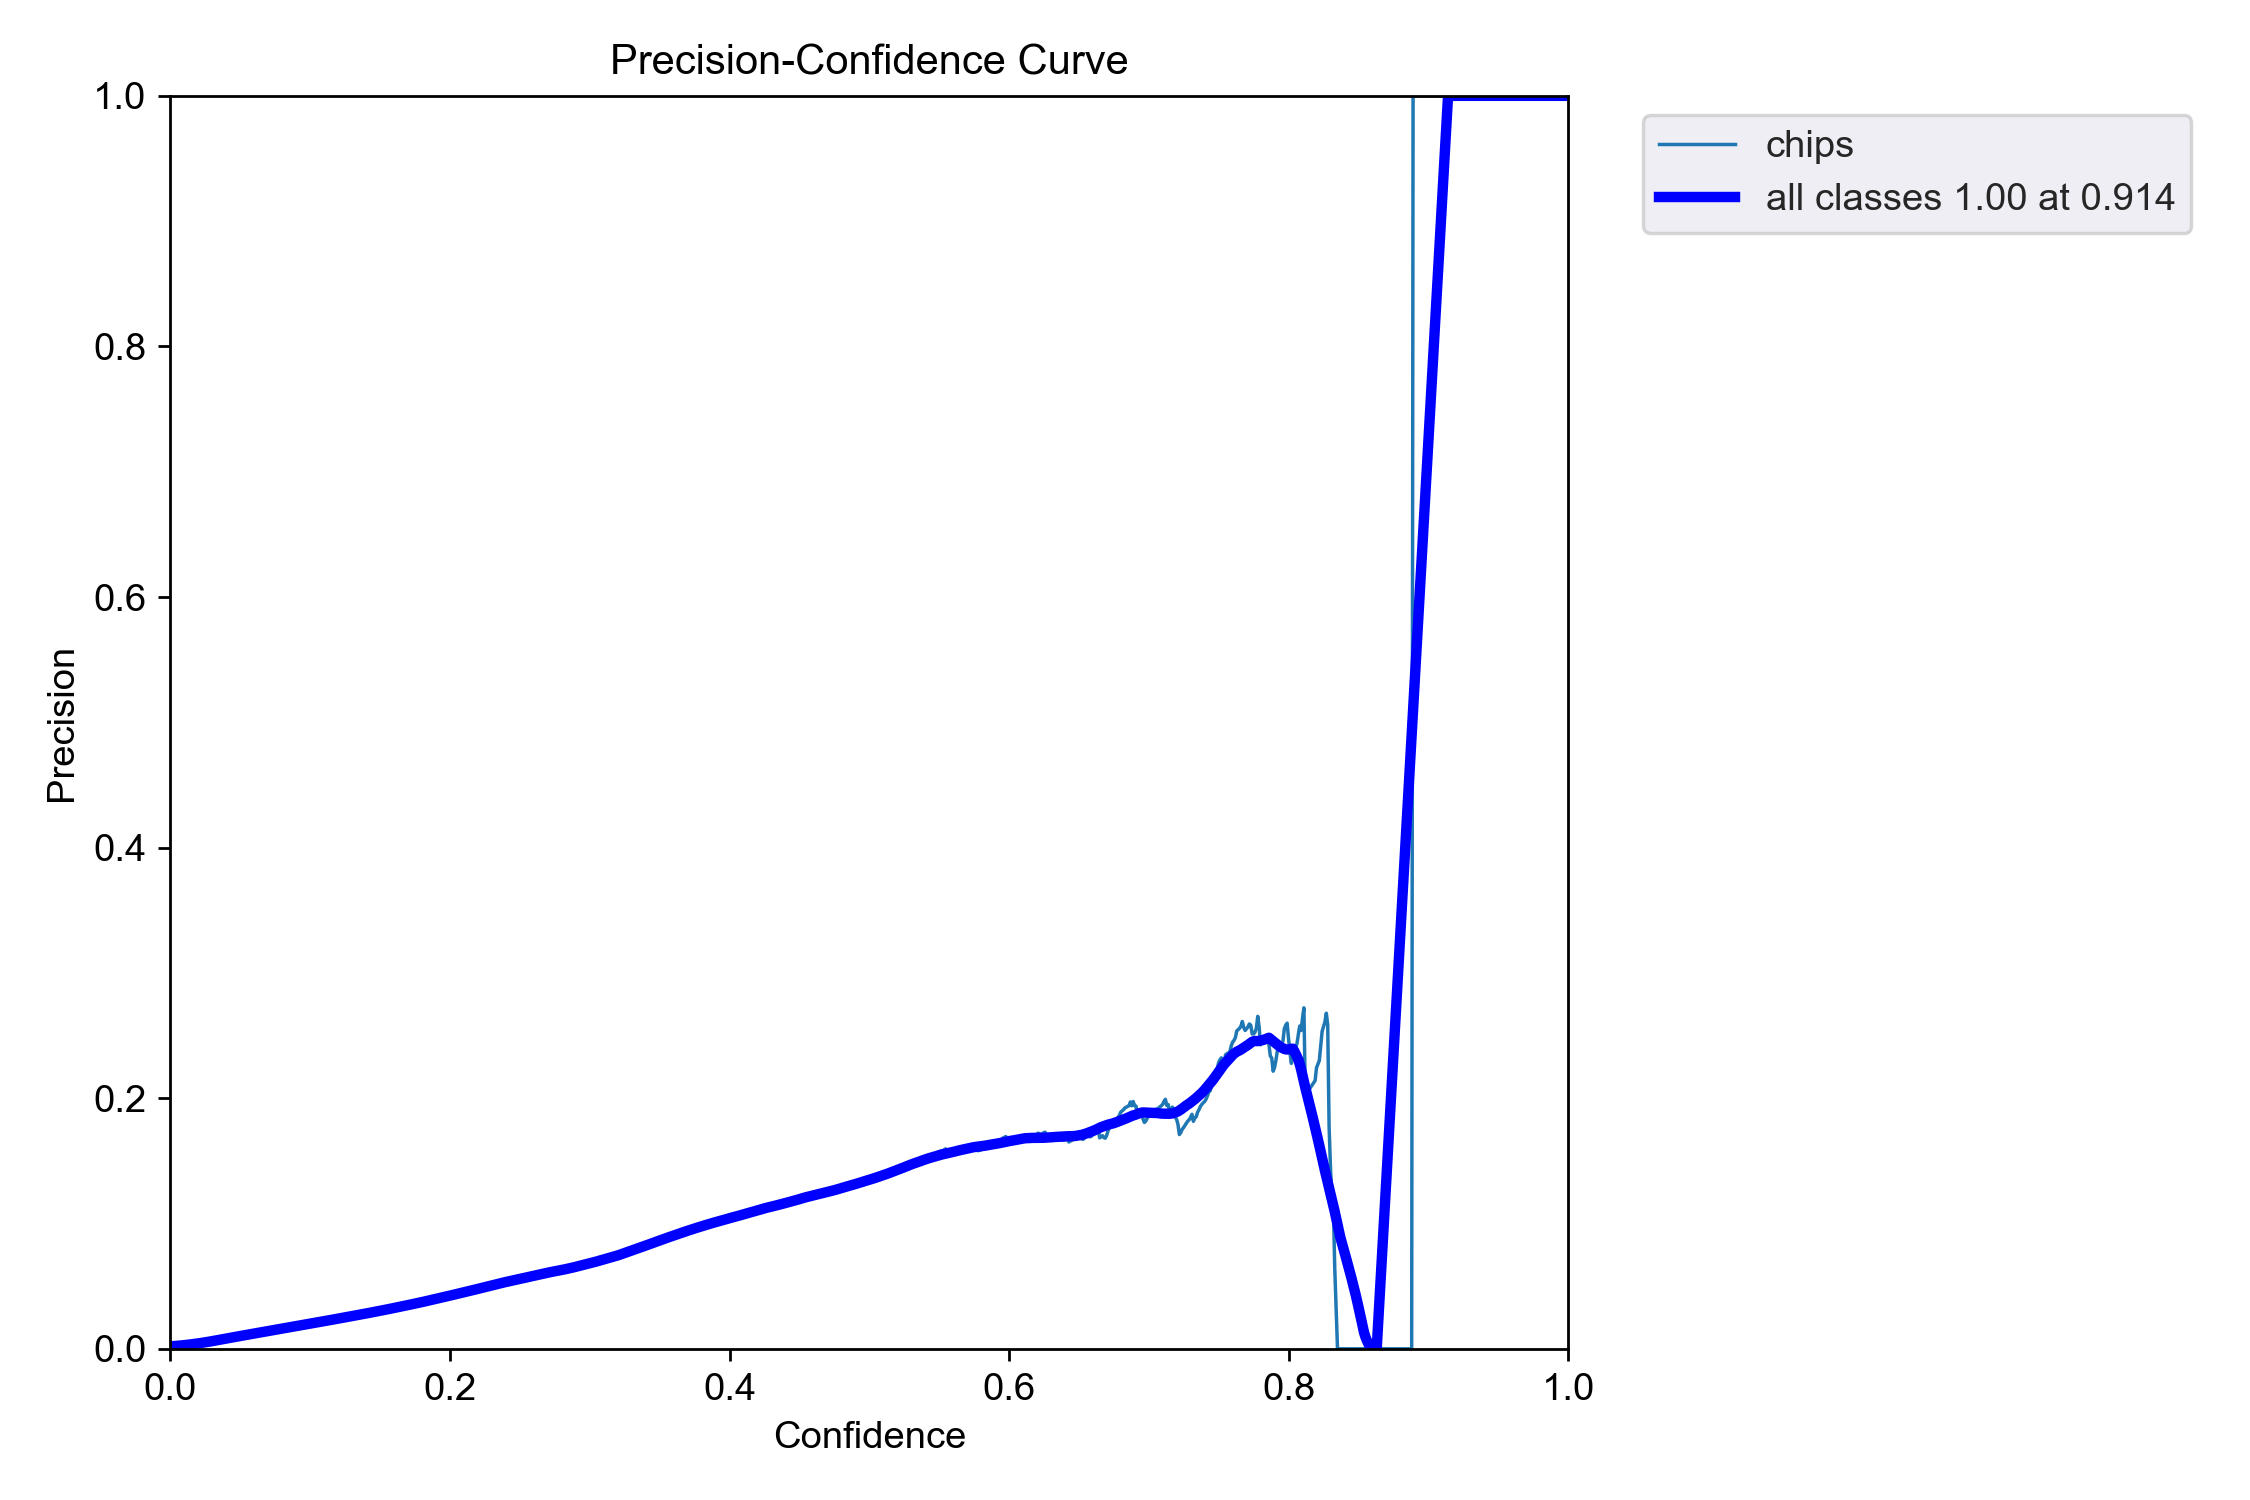 Precision-Confidence Curve
1.0
0.8
0.6
0.4
0.2
0.0
Precision
0.0 0.2 0.4 0.6 0.8 1.0
Confidence
chips
all classes 1.00 at 0.914